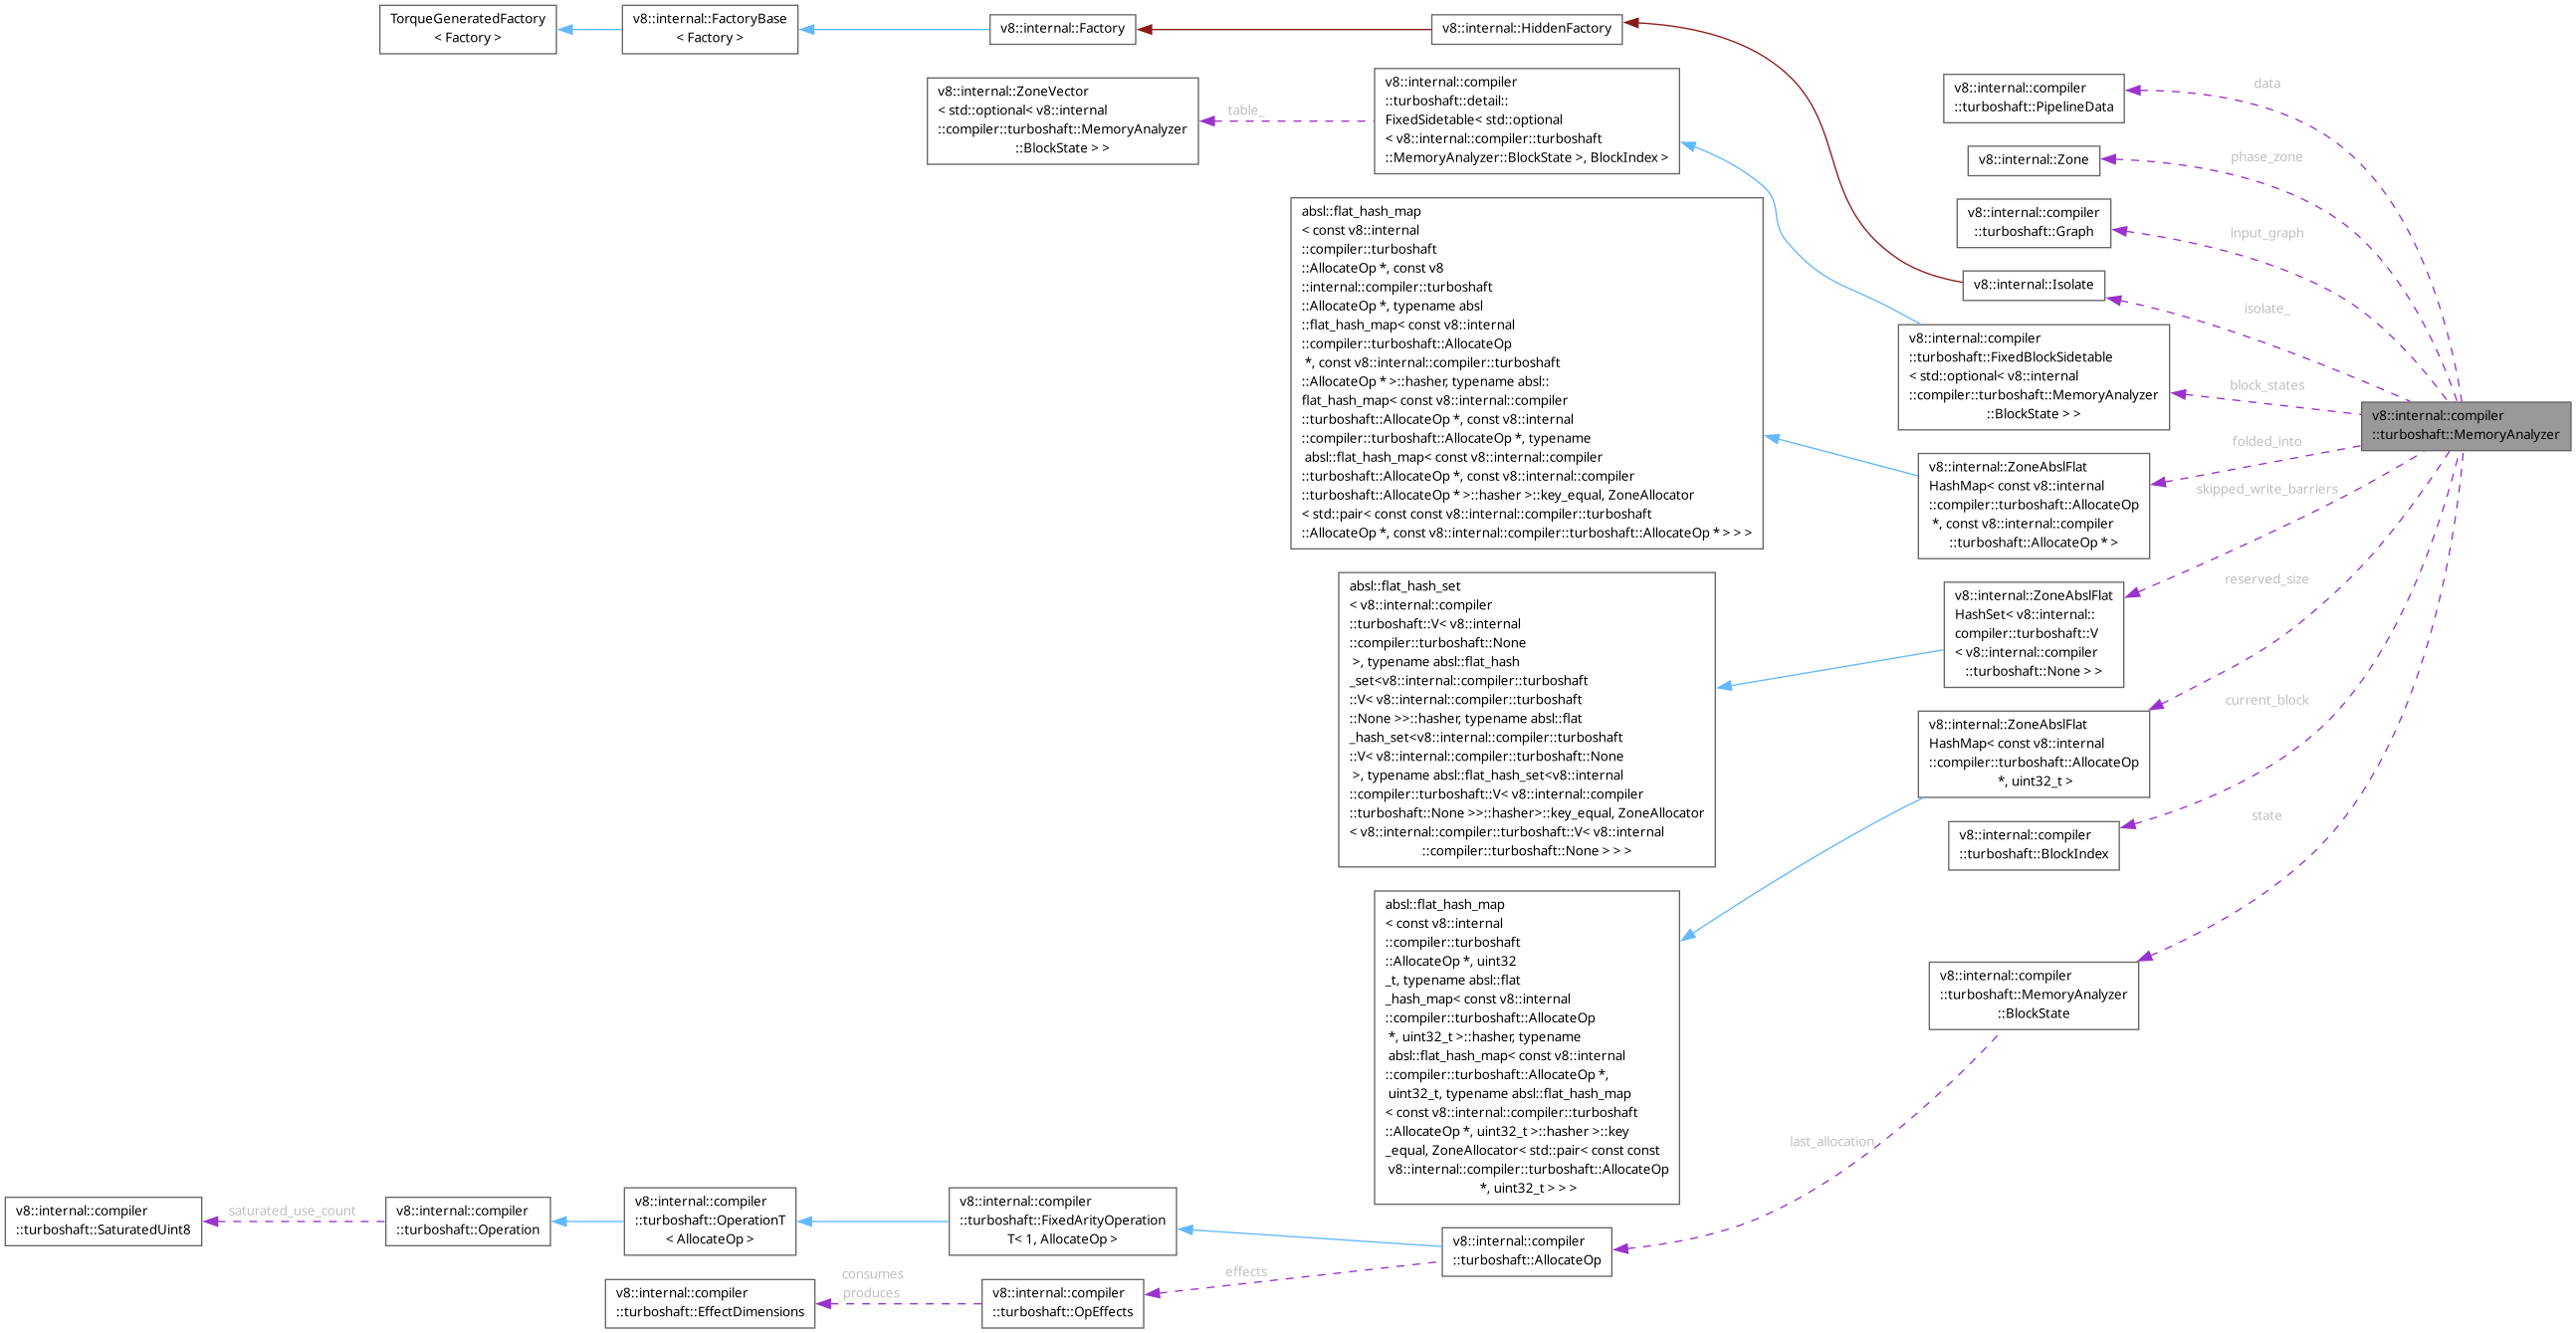 TorqueGeneratedFactory
< Factory >
v8::internal::FactoryBase
< Factory >
v8::internal::Factory
v8::internal::HiddenFactory
v8::internal::ZoneVector
< std::optional< v8::internal
::compiler::turboshaft::MemoryAnalyzer
::BlockState > >
table_
v8::internal::compiler
::turboshaft::detail::
FixedSidetable< std::optional
< v8::internal::compiler::turboshaft
::MemoryAnalyzer::BlockState >, BlockIndex >
v8::internal::compiler
::turboshaft::PipelineData
data
v8::internal::Zone
phase_zone
v8::internal::compiler
::turboshaft::Graph
input_graph
v8::internal::Isolate
isolate_
v8::internal::compiler
::turboshaft::FixedBlockSidetable
< std::optional< v8::internal
::compiler::turboshaft::MemoryAnalyzer
::BlockState > >
block_states
v8::internal::compiler
::turboshaft::MemoryAnalyzer
absl::flat_hash_map
< const v8::internal
::compiler::turboshaft
::AllocateOp *, const v8
::internal::compiler::turboshaft
::AllocateOp *, typename absl
::flat_hash_map< const v8::internal
::compiler::turboshaft::AllocateOp
*, const v8::internal::compiler::turboshaft
::AllocateOp * >::hasher, typename absl::
flat_hash_map< const v8::internal::compiler
::turboshaft::AllocateOp *, const v8::internal
::compiler::turboshaft::AllocateOp *, typename
absl::flat_hash_map< const v8::internal::compiler
::turboshaft::AllocateOp *, const v8::internal::compiler
::turboshaft::AllocateOp * >::hasher >::key_equal, ZoneAllocator
< std::pair< const const v8::internal::compiler::turboshaft
::AllocateOp *, const v8::internal::compiler::turboshaft::AllocateOp * > > >
v8::internal::ZoneAbslFlat
HashMap< const v8::internal
::compiler::turboshaft::AllocateOp
*, const v8::internal::compiler
::turboshaft::AllocateOp * >
folded_into
skipped_write_barriers
absl::flat_hash_set
< v8::internal::compiler
::turboshaft::V< v8::internal
::compiler::turboshaft::None
>, typename absl::flat_hash
_set<v8::internal::compiler::turboshaft
::V< v8::internal::compiler::turboshaft
::None >>::hasher, typename absl::flat
_hash_set<v8::internal::compiler::turboshaft
::V< v8::internal::compiler::turboshaft::None
>, typename absl::flat_hash_set<v8::internal
::compiler::turboshaft::V< v8::internal::compiler
::turboshaft::None >>::hasher>::key_equal, ZoneAllocator
< v8::internal::compiler::turboshaft::V< v8::internal
::compiler::turboshaft::None > > >
v8::internal::ZoneAbslFlat
HashSet< v8::internal::
compiler::turboshaft::V
< v8::internal::compiler
::turboshaft::None > >
reserved_size
v8::internal::ZoneAbslFlat
HashMap< const v8::internal
::compiler::turboshaft::AllocateOp
*, uint32_t >
current_block
v8::internal::compiler
::turboshaft::BlockIndex
state
absl::flat_hash_map
< const v8::internal
::compiler::turboshaft
::AllocateOp *, uint32
_t, typename absl::flat
_hash_map< const v8::internal
::compiler::turboshaft::AllocateOp
*, uint32_t >::hasher, typename
absl::flat_hash_map< const v8::internal
::compiler::turboshaft::AllocateOp *,
uint32_t, typename absl::flat_hash_map
< const v8::internal::compiler::turboshaft
::AllocateOp *, uint32_t >::hasher >::key
_equal, ZoneAllocator< std::pair< const const
v8::internal::compiler::turboshaft::AllocateOp
*, uint32_t > > >
v8::internal::compiler
::turboshaft::MemoryAnalyzer
::BlockState
last_allocation
v8::internal::compiler
::turboshaft::SaturatedUint8
saturated_use_count
v8::internal::compiler
::turboshaft::Operation
v8::internal::compiler
::turboshaft::OperationT
< AllocateOp >
v8::internal::compiler
::turboshaft::FixedArityOperation
T< 1, AllocateOp >
v8::internal::compiler
::turboshaft::AllocateOp
effects
v8::internal::compiler
::turboshaft::EffectDimensions
consumes
produces
v8::internal::compiler
::turboshaft::OpEffects